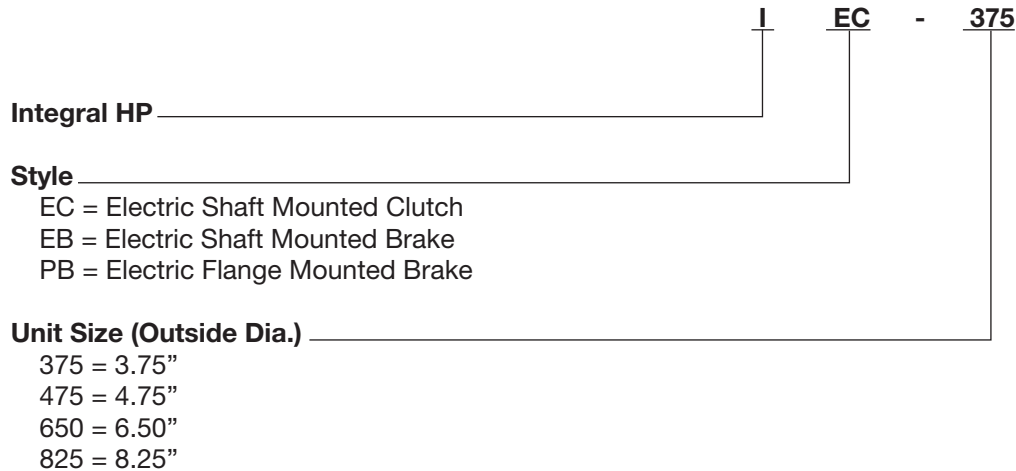 I EC - 375
Integral HP
Style
EC = Electric Shaft Mounted Clutch
EB = Electric Shaft Mounted Brake
PB = Electric Flange Mounted Brake
Unit Size (Outside Dia.)
375 = 3.75”
475 = 4.75”
650 = 6.50”
825 = 8.25”